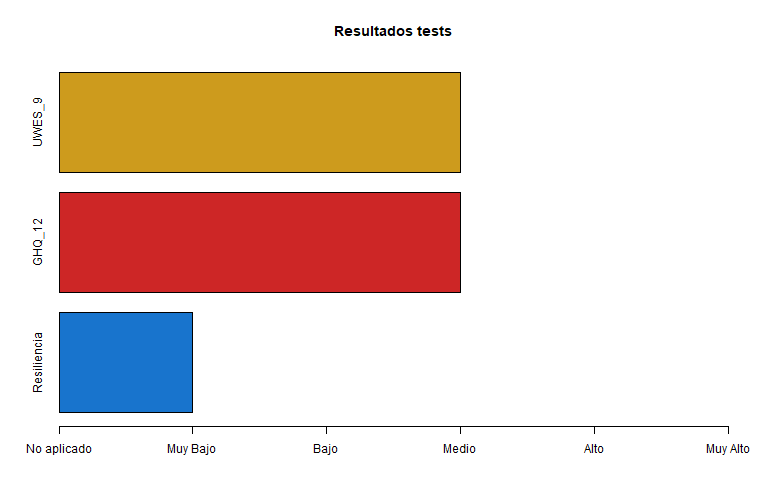 Resultados tests
UWES_9
GHQ_12
Resiliencia
No aplicado
Muy Bajo
Bajo
Medio
Alto
Muy Alto